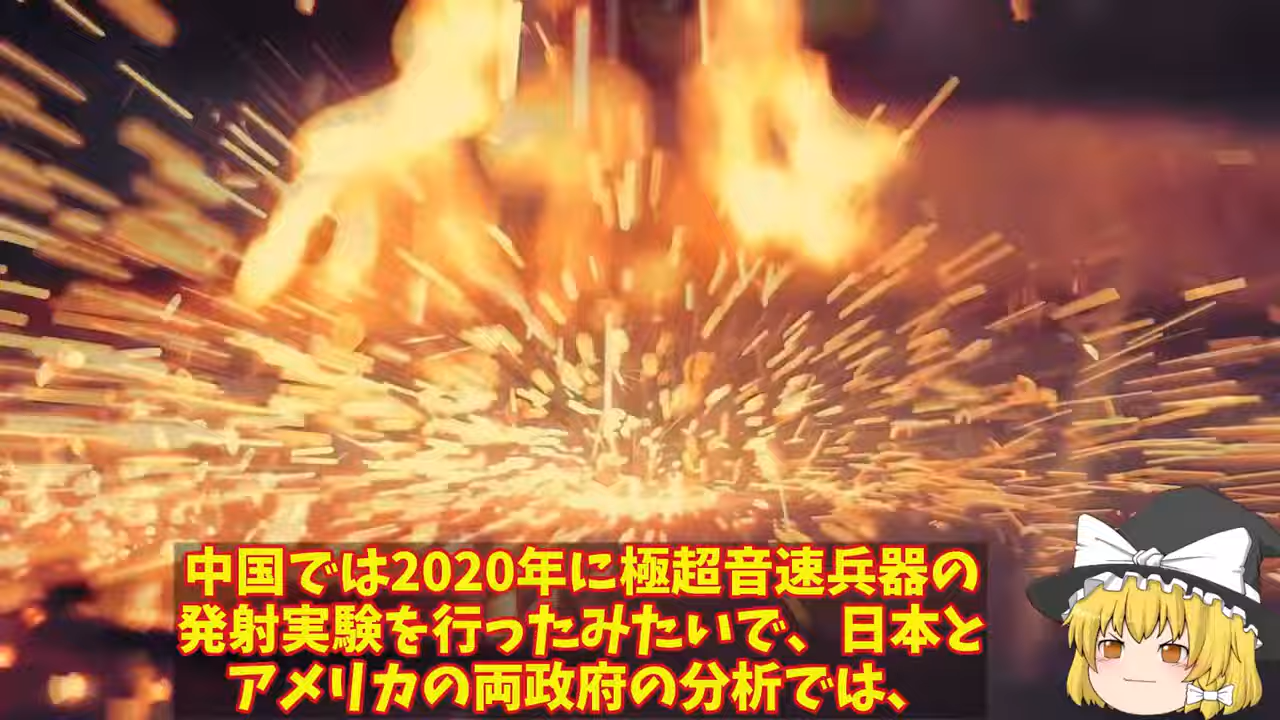 中国では2020年に極超音速兵器の
発射実験を行ったみたいで、日本と
アメリカの両政府の分析では、